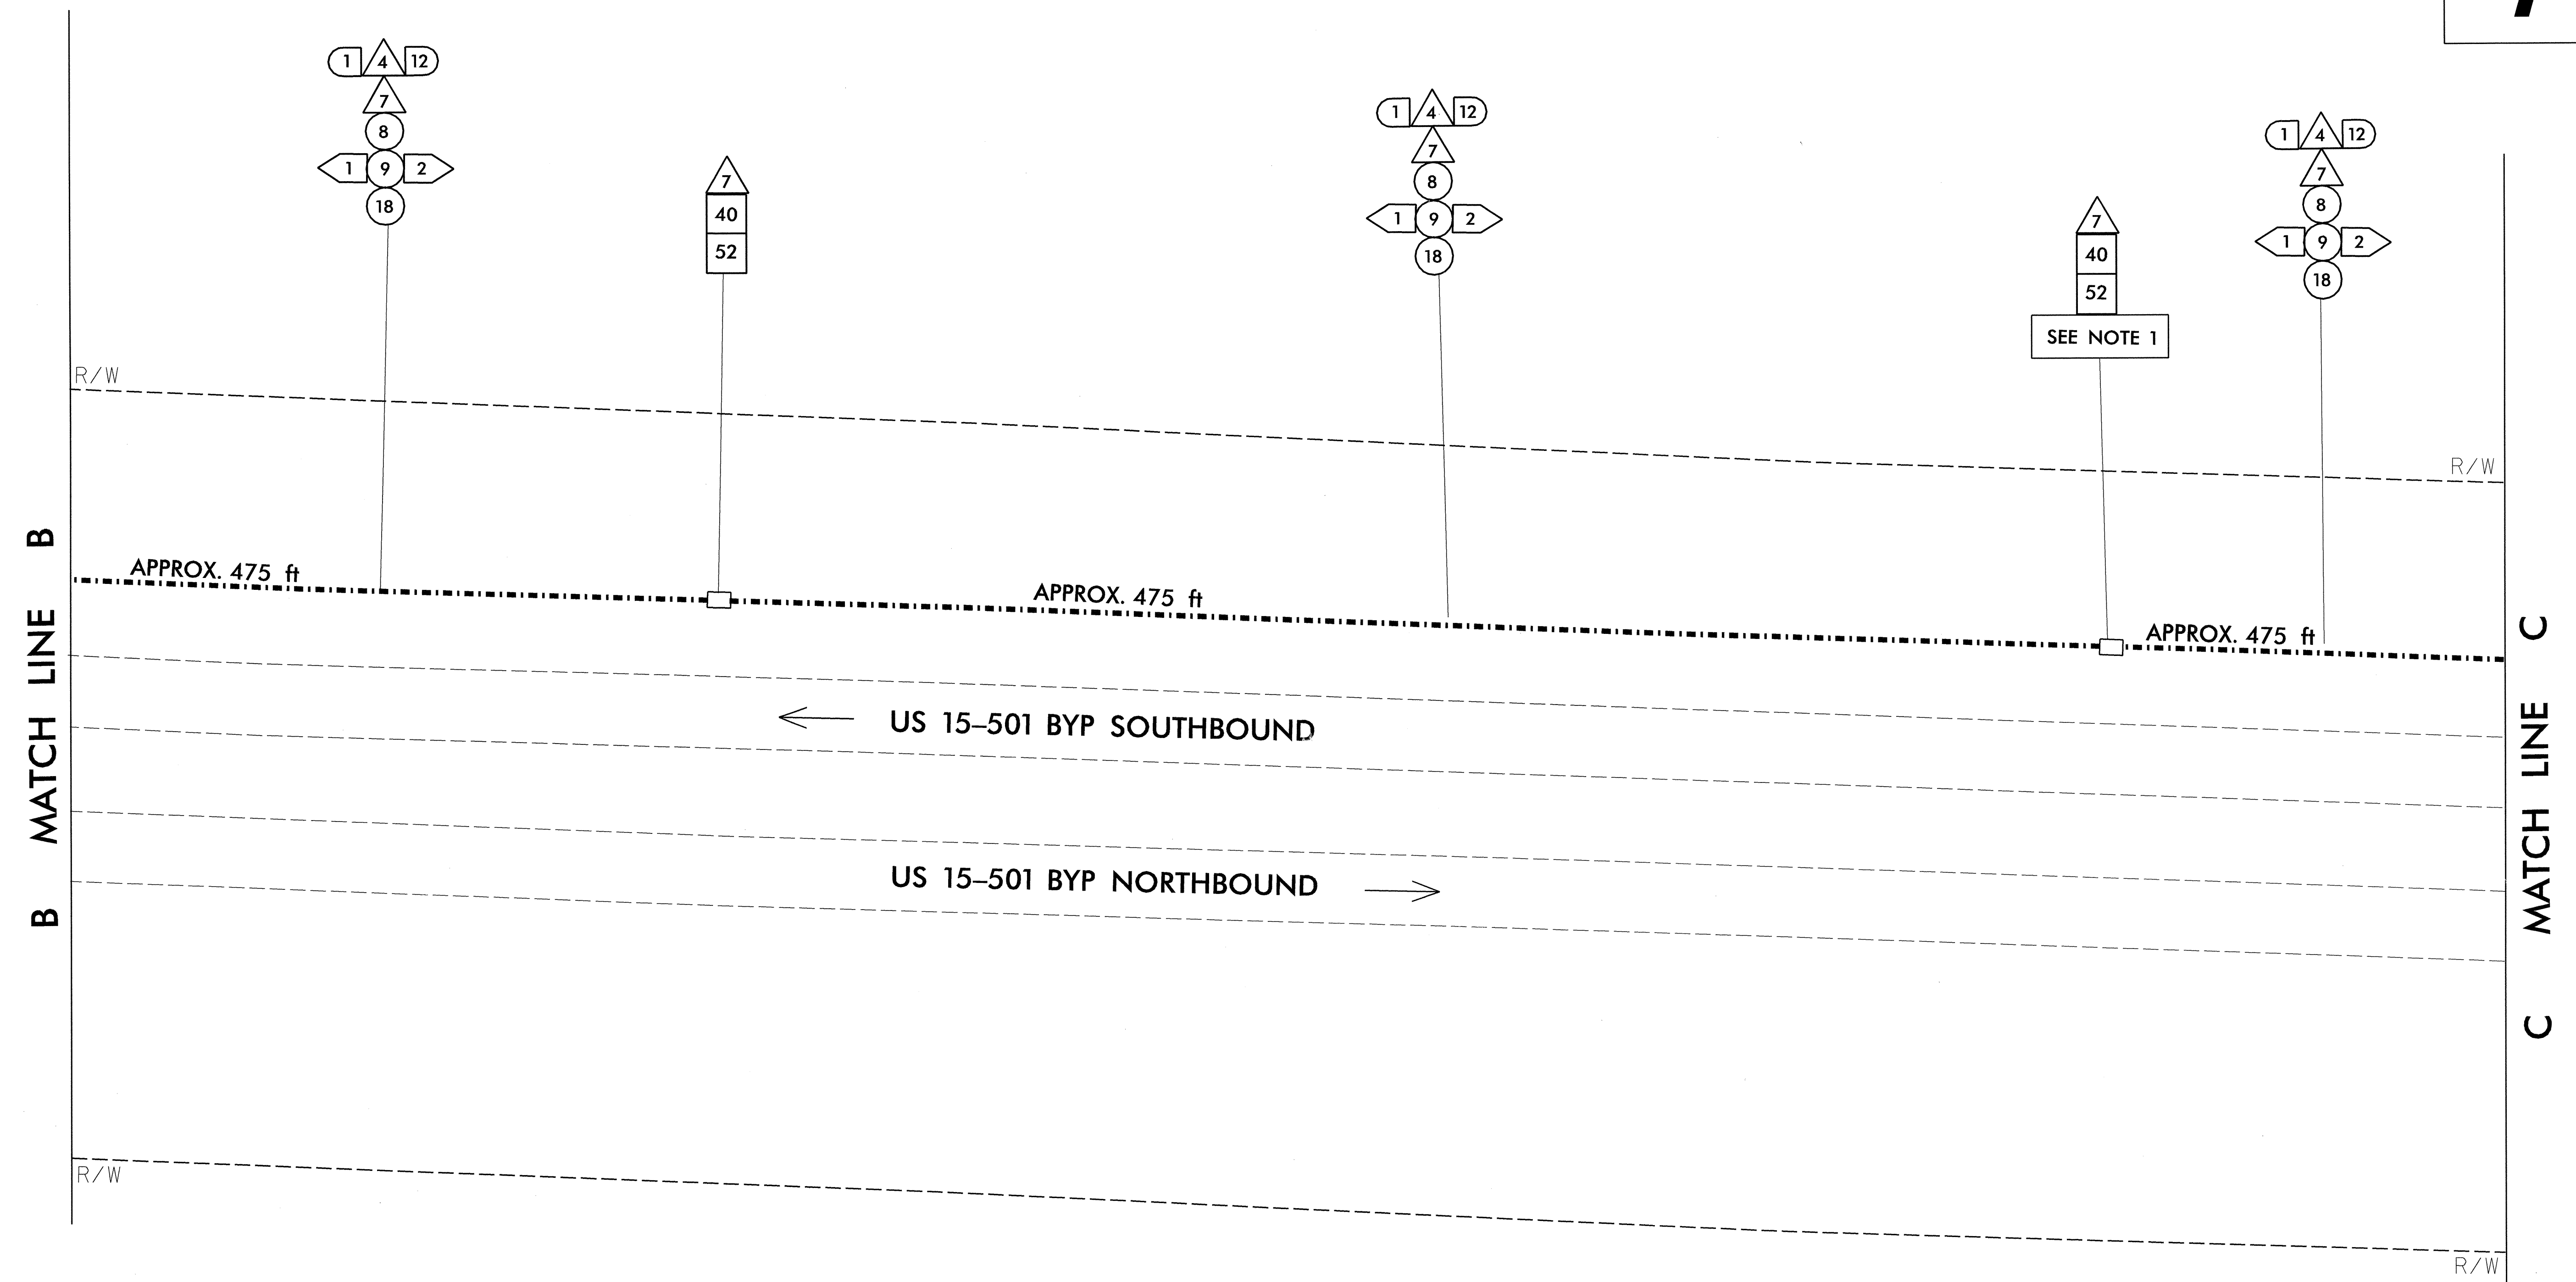 1 4 12
7
8
1 9 2
18
7
40
52
1 4 12
7
8
1 9 2
18
7
40
52
SEE NOTE 1
1 4 12
7
8
1 9 2
18
R/W
R/W
APPROX. 475 ft
APPROX. 475 ft
APPROX. 475 ft
B MATCH LINE B
C MATCH LINE C
US 15–501 BYP SOUTHBOUND
US 15–501 BYP NORTHBOUND
R/W
R/W